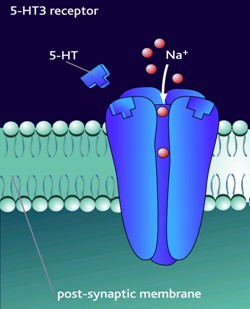 5-HT3 receptor
5-HT
Na⁺
post-synaptic membrane